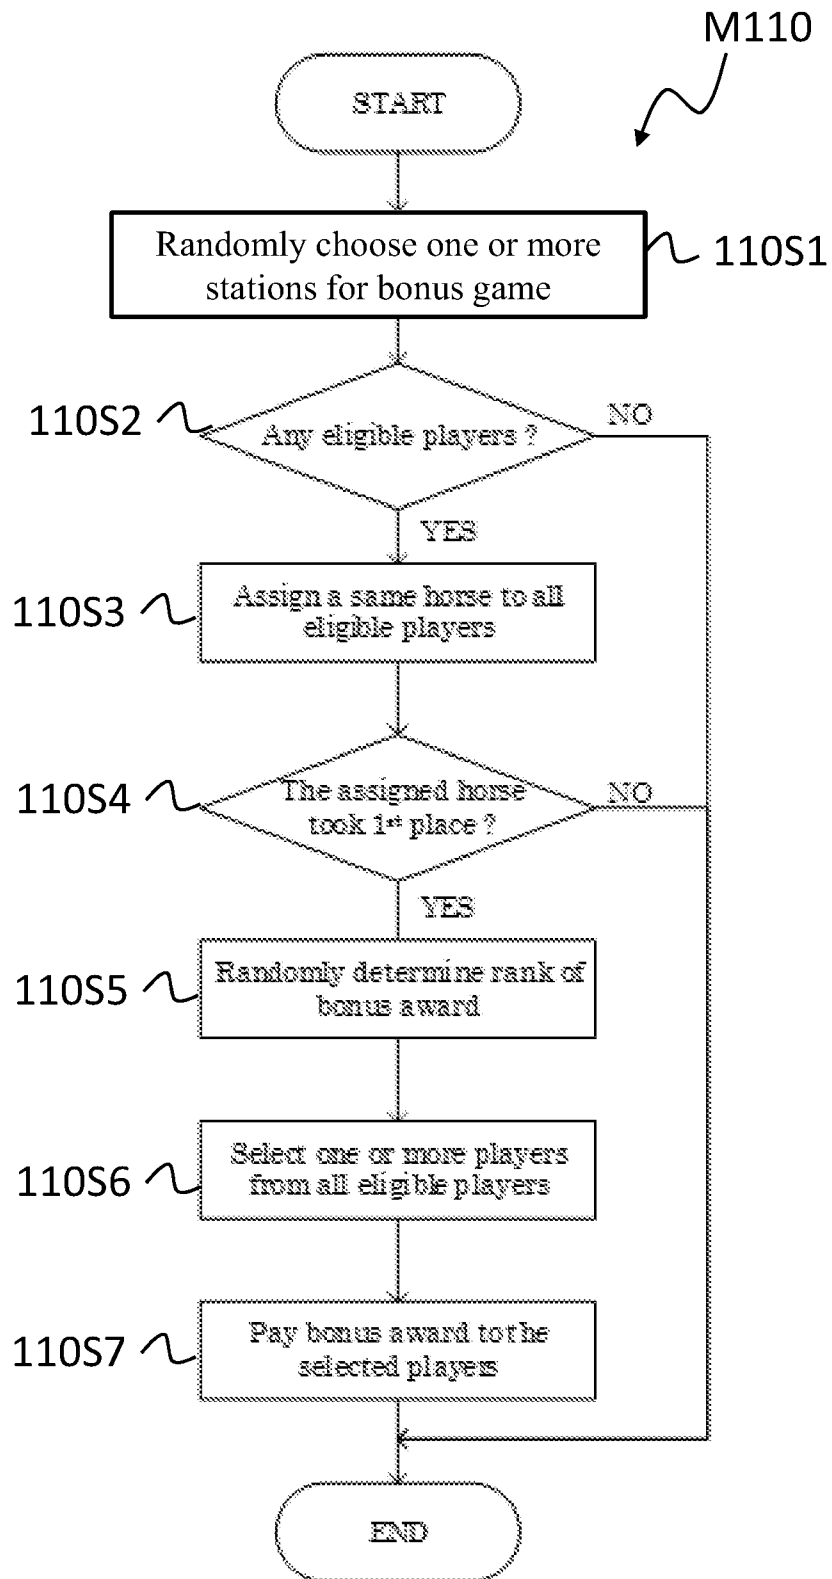 M110
START
Randomly choose one or more
stations for bonus game
110S1
110S2
Any eligible players ?
NO
YES
110S3
Assign a same horse to all
eligible players
110S4
The assigned horse
took 1st place ?
NO
YES
110S5
Randomly determine rank of
bonus award
110S6
Select one or more players
from all eligible players
110S7
Pay bonus award to the
selected players
END